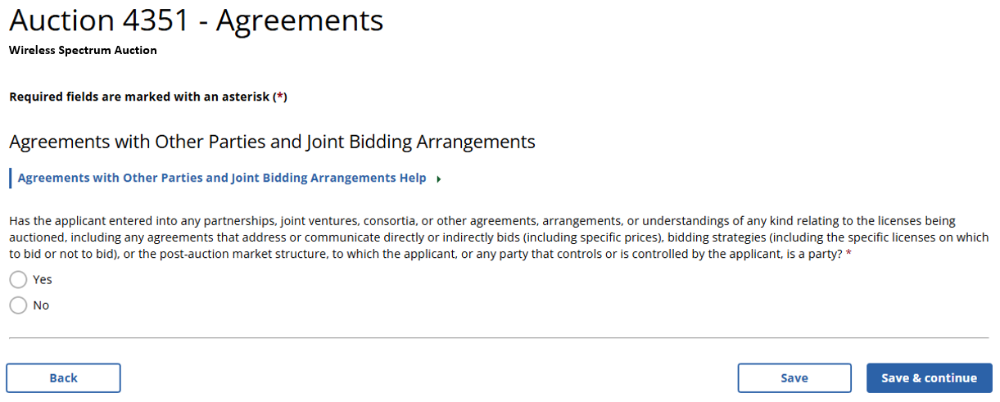 Auction 4351 - Agreements
Wireless Spectrum Auction
Required fields are marked with an asterisk (*)
Agreements with Other Parties and Joint Bidding Arrangements
Agreements with Other Parties and Joint Bidding Arrangements Help
Has the applicant entered into any partnerships, joint ventures, consortia, or other agreements, arrangements, or understandings of any kind relating to the licenses being
auctioned, including any agreements that address or communicate directly or indirectly bids (including specific prices), bidding strategies (including the specific licenses on which
to bid or not to bid), or the post-auction market structure, to which the applicant, or any party that controls or is controlled by the applicant, is a party? *
Yes
No
Back
Save
Save & continue